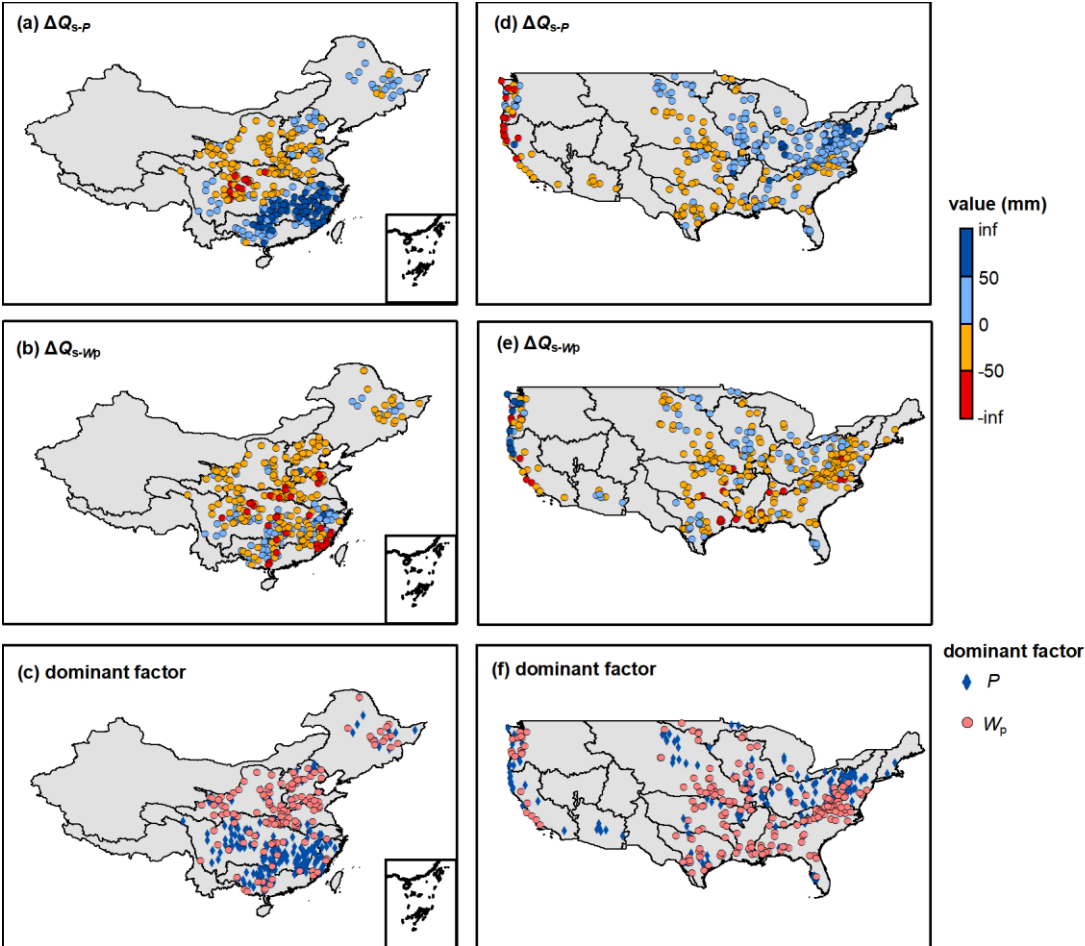 (a) ΔQs-P
(d) ΔQs-P
value (mm)
inf
50
0
-50
-inf
(b) ΔQs-Wp
(e) ΔQs-Wp
(c) dominant factor
(f) dominant factor
dominant factor
P
Wp